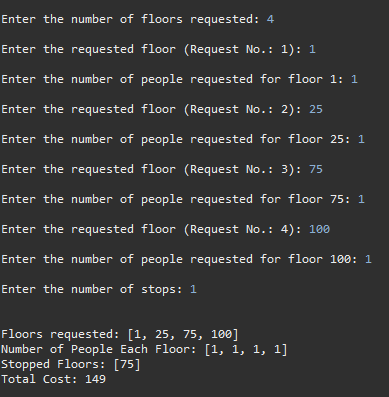 Enter the number of floors requested: 4
Enter the requested floor (Request No.: 1): 1
Enter the number of people requested for floor 1: 1
Enter the requested floor (Request No.: 2): 25
Enter the number of people requested for floor 25: 1
Enter the requested floor (Request No.: 3): 75
Enter the number of people requested for floor 75: 1
Enter the requested floor (Request No.: 4): 100
Enter the number of people requested for floor 100: 1
Enter the number of stops: 1
Floors requested: [1, 25, 75, 100]
Number of People Each Floor: [1, 1, 1, 1]
Stopped Floors: [75]
Total Cost: 149